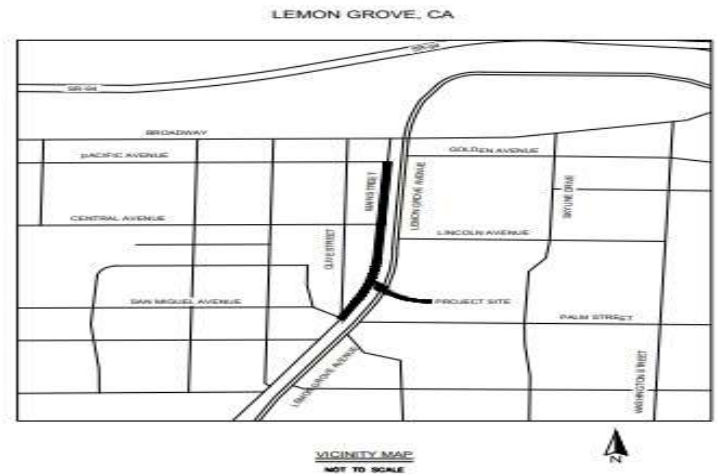 LEMON GROVE, CA
SR-94
SR-94
BROADWAY
PACIFIC AVENUE
GOLDEN AVENUE
MAIN STREET
LEMON GROVE AVENUE
SKYLINE DRIVE
CENTRAL AVENUE
OLIVE STREET
LINCOLN AVENUE
SAN MIGUEL AVENUE
PROJECT SITE
PALM STREET
LEMON GROVE AVENUE
WASHINGTON STREET
VICINITY MAP
NOT TO SCALE
N